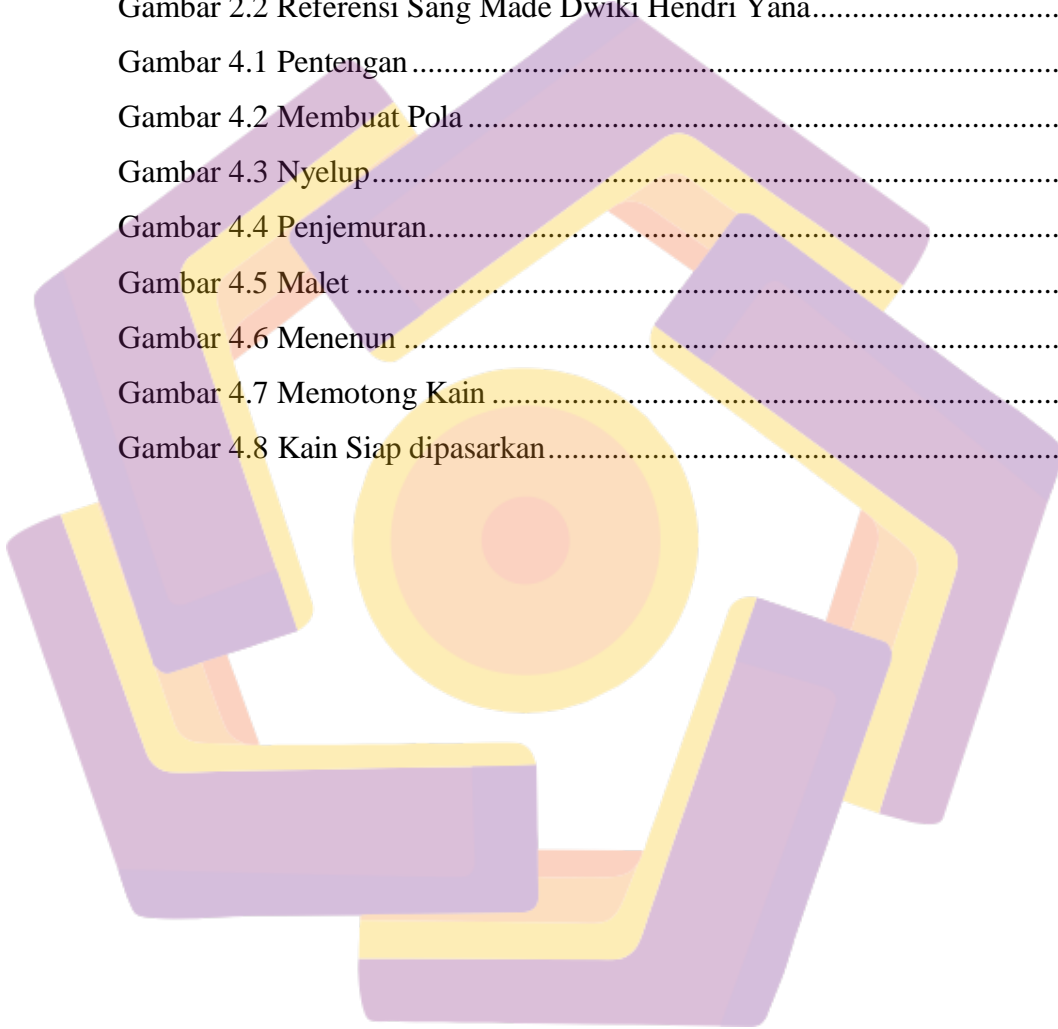 Gambar 2.2 Referensi Sang Made Dwiki Hendri Yana....................................
Gambar 4.1 Pentengan....................................................................................
Gambar 4.2 Membuat Pola.............................................................................
Gambar 4.3 Nyelup.........................................................................................
Gambar 4.4 Penjemuran..................................................................................
Gambar 4.5 Malet...........................................................................................
Gambar 4.6 Menenun.....................................................................................
Gambar 4.7 Memotong Kain..........................................................................
Gambar 4.8 Kain Siap dipasarkan...................................................................